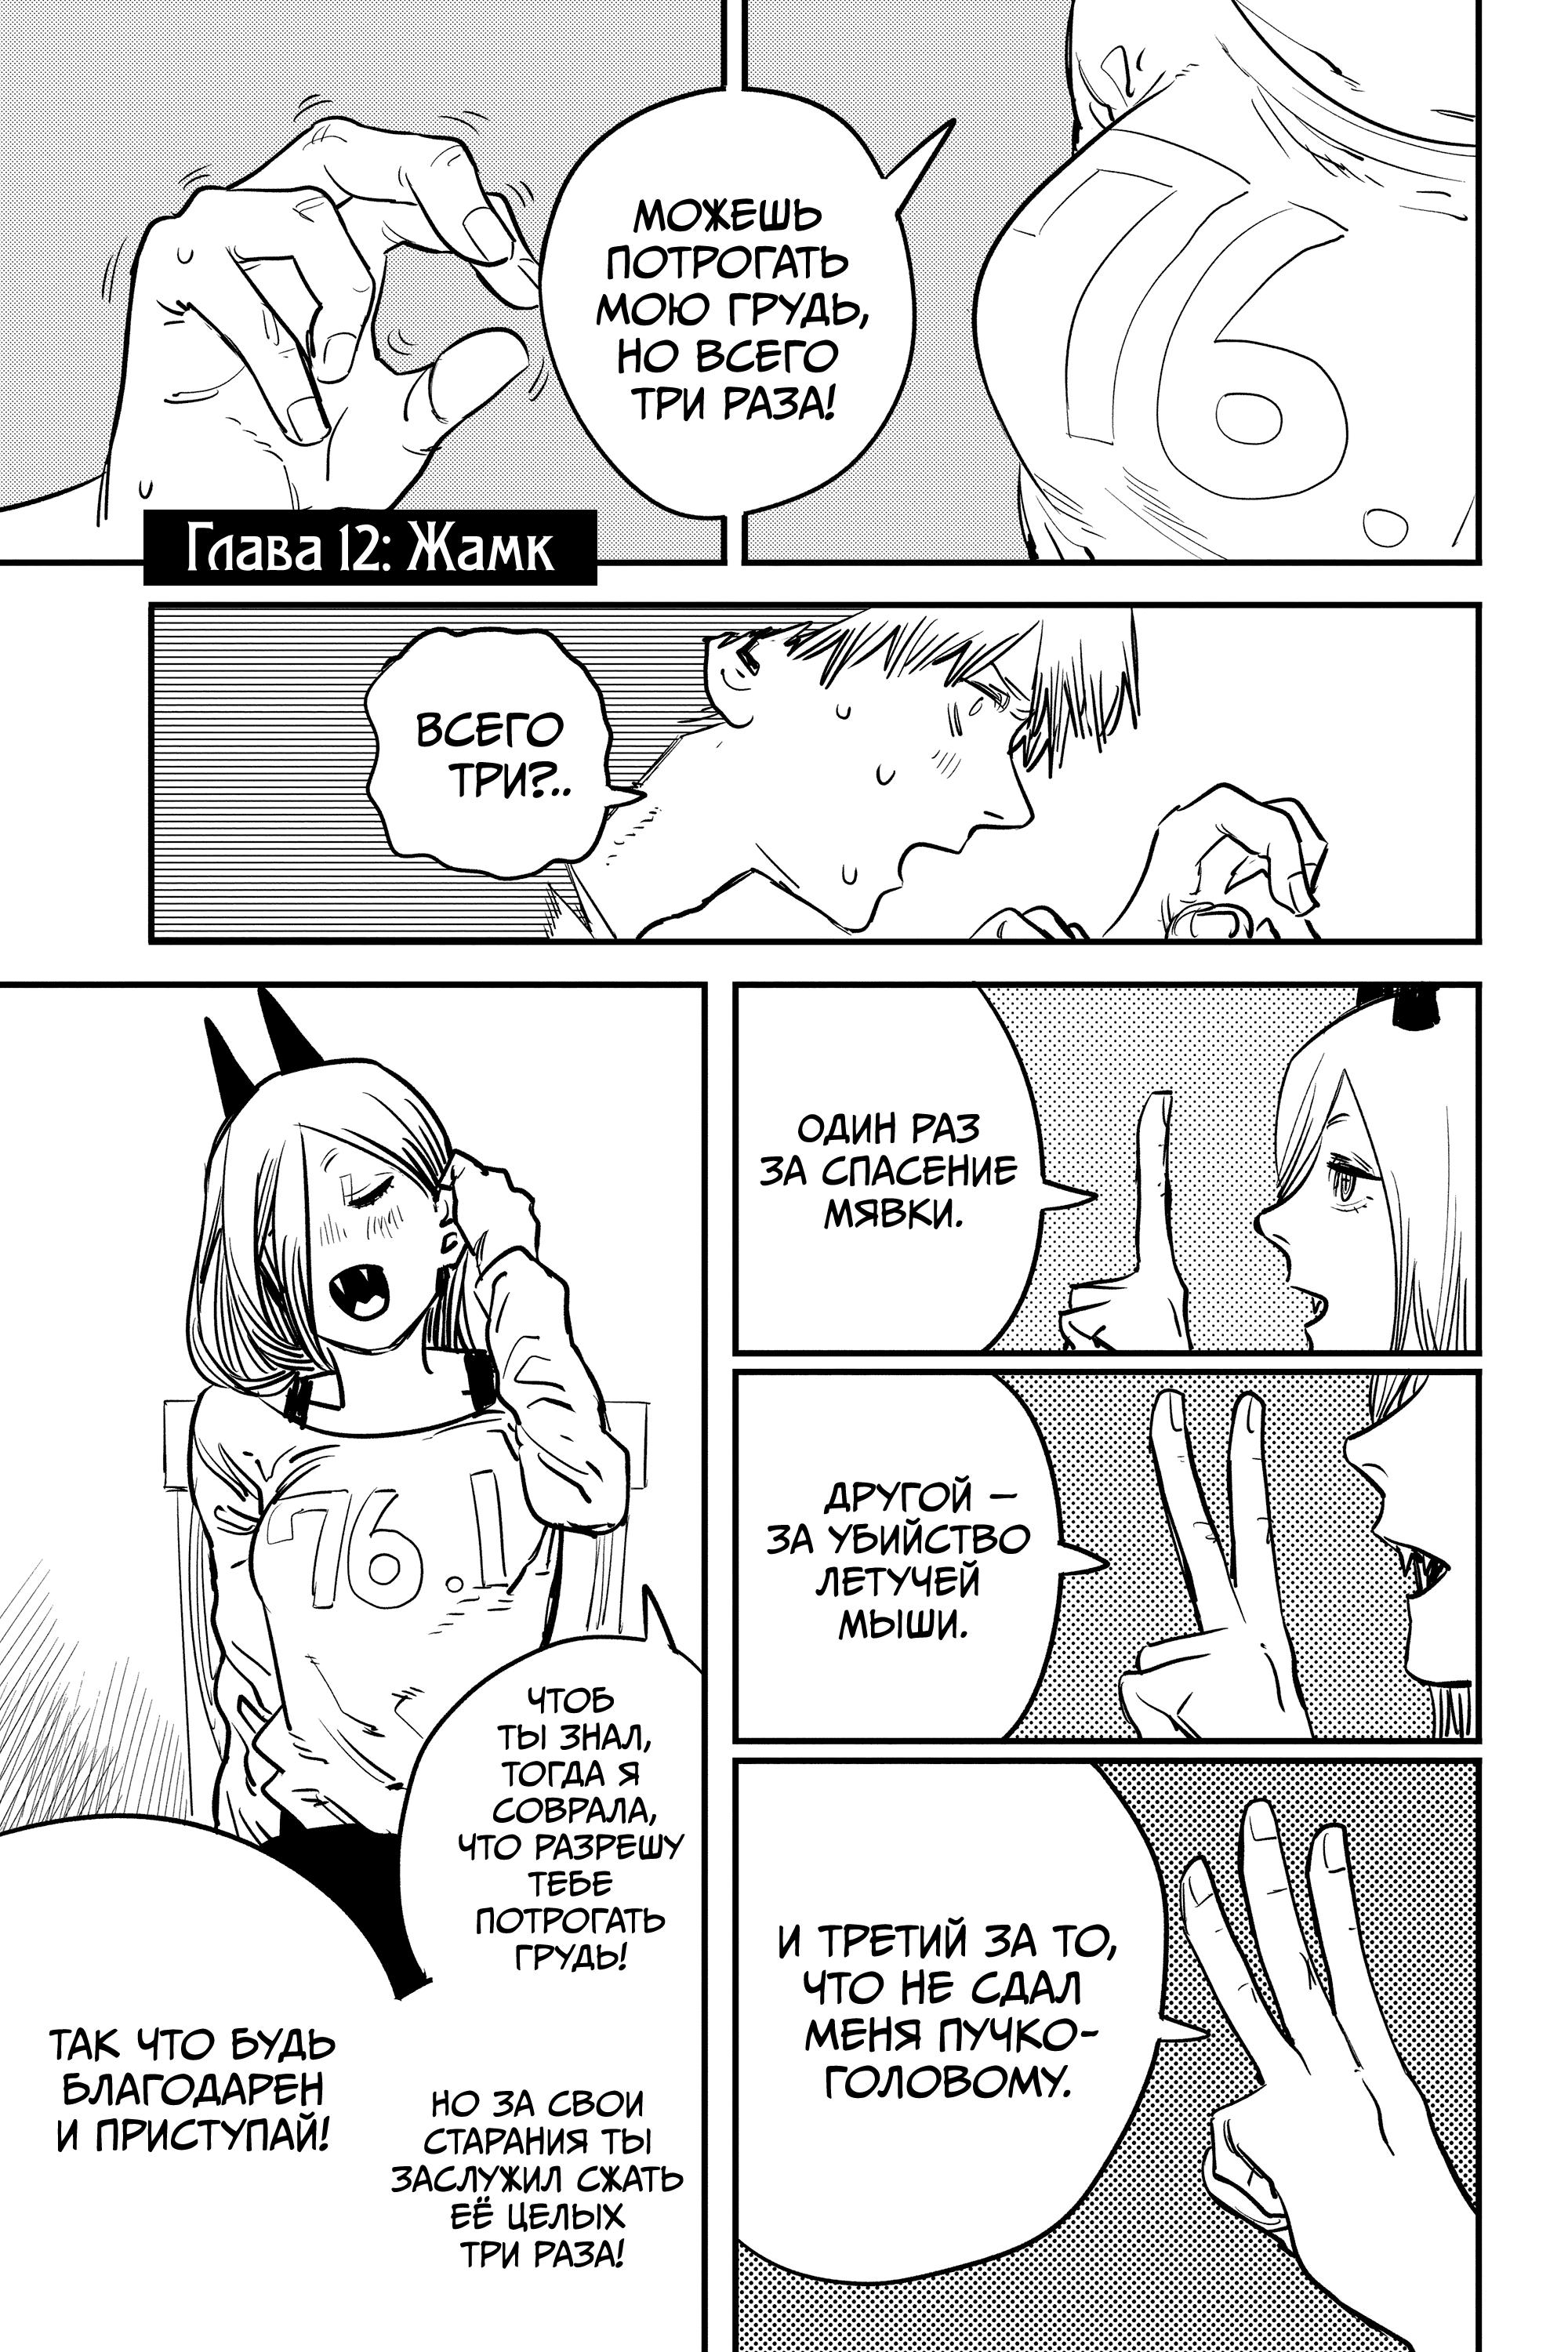 МОЖЕШЬ
ПОТРОГАТЬ
МОЮ ГРУДЬ,
НО ВСЕГО
ТРИ РАЗА!
76.
Глава 12: Жамк
ВСЕГО
ТРИ?..
ОДИН РАЗ
ЗА СПАСЕНИЕ
МЯВКИ.
ДРУГОЙ –
ЗА УБИЙСТВО
ЛЕТУЧЕЙ
МЫШИ.
И ТРЕТИЙ ЗА ТО,
ЧТО НЕ СДАЛ
МЕНЯ ПУЧКО-
ГОЛОВОМУ.
76.1
ЧТОБ
ТЫ ЗНАЛ,
ТОГДА Я
СОВРАЛА,
ЧТО РАЗРЕШУ
ТЕБЕ
ПОТРОГАТЬ
ГРУДЬ!
НО ЗА СВОИ
СТАРАНИЯ ТЫ
ЗАСЛУЖИЛ СЖАТЬ
ЕЁ ЦЕЛЫХ
ТРИ РАЗА!
ТАК ЧТО БУДЬ
БЛАГОДАРЕН
И ПРИСТУПАЙ!